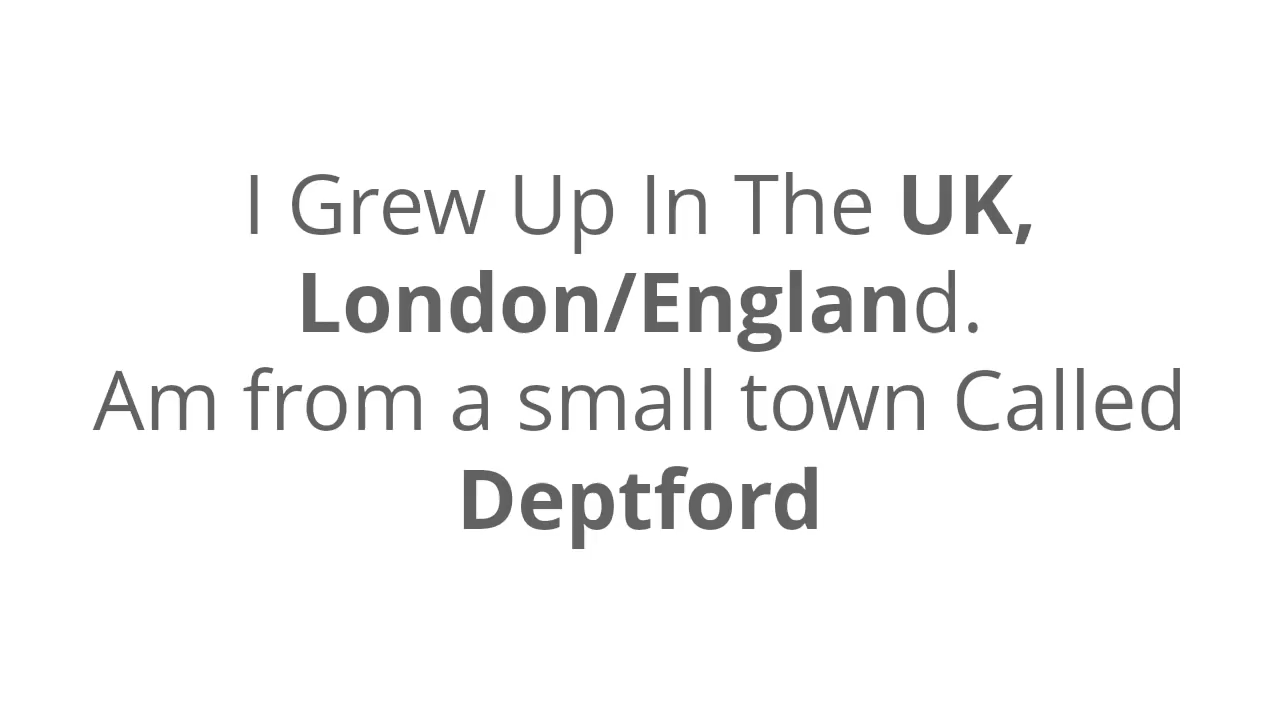 I Grew Up In The UK,
London/England.
Am from a small town Called
Deptford